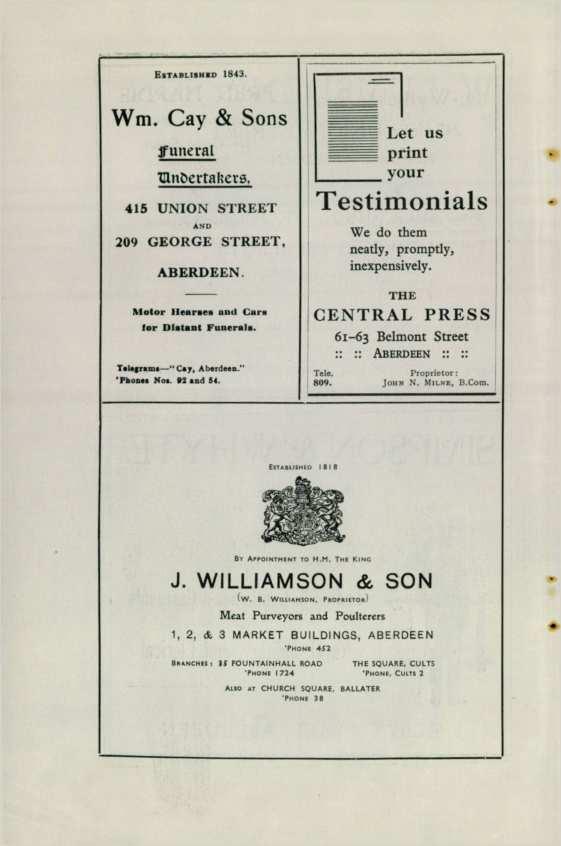 ESTABLISHED 1843.
Wm. Cay & Sons
Funeral
Undertakers,
415 UNION STREET
AND
209 GEORGE STREET,
ABERDEEN.
Motor Hearses and Cars
for Distant Funerals.
Telegrams—"Cay, Aberdeen."
'Phones Nos. 92 and 54.
Let us
print
your
Testimonials
We do them
neatly, promptly,
inexpensively.
THE
CENTRAL PRESS
61-63 Belmont Street
:: :: ABERDEEN :: ::
Tele. 809.
Proprietor:
JOHN N. MILNE, B.Com.
ESTABLISHED 1818
BY APPOINTMENT TO H.M. THE KING
J. WILLIAMSON & SON
(W. B. WILLIAMSON, PROPRIETOR)
Meat Purveyors and Poulterers
1, 2, & 3 MARKET BUILDINGS, ABERDEEN
'PHONE 452
BRANCHES: 35 FOUNTAINHALL ROAD THE SQUARE, CULTS
'PHONE 1724 'PHONE, CULTS 2
ALSO AT CHURCH SQUARE, BALLATER
'PHONE 38